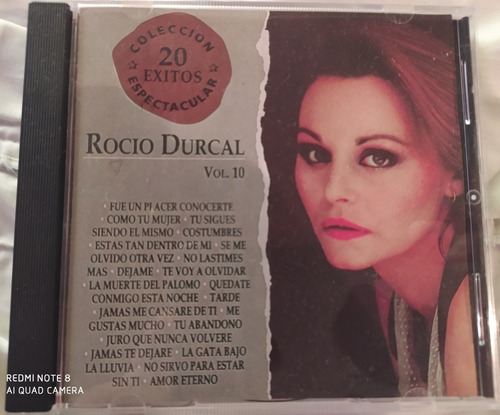 COLECCION
20
EXITOS
ESPECTACULAR
ROCIO DURCAL
VOL. 10
· FUE UN PLACER CONOCERTE
· COMO TU MUJER · TU SIGUES
SIENDO EL MISMO · COSTUMBRES
· ESTAS TAN DENTRO DE MI · SE ME
OLVIDO OTRA VEZ · NO LASTIMES
MAS · DEJAME · TE VOY A OLVIDAR
· LA MUERTE DEL PALOMO · QUEDATE
CONMIGO ESTA NOCHE · TARDE
· JAMAS ME CANSARE DE TI · ME
GUSTAS MUCHO · TU ABANDONO
· JURO QUE NUNCA VOLVERE
· JAMAS TE DEJARE · LA GATA BAJO
LA LLUVIA · NO SIRVO PARA ESTAR
SIN TI · AMOR ETERNO
REDMI NOTE 8
AI QUAD CAMERA